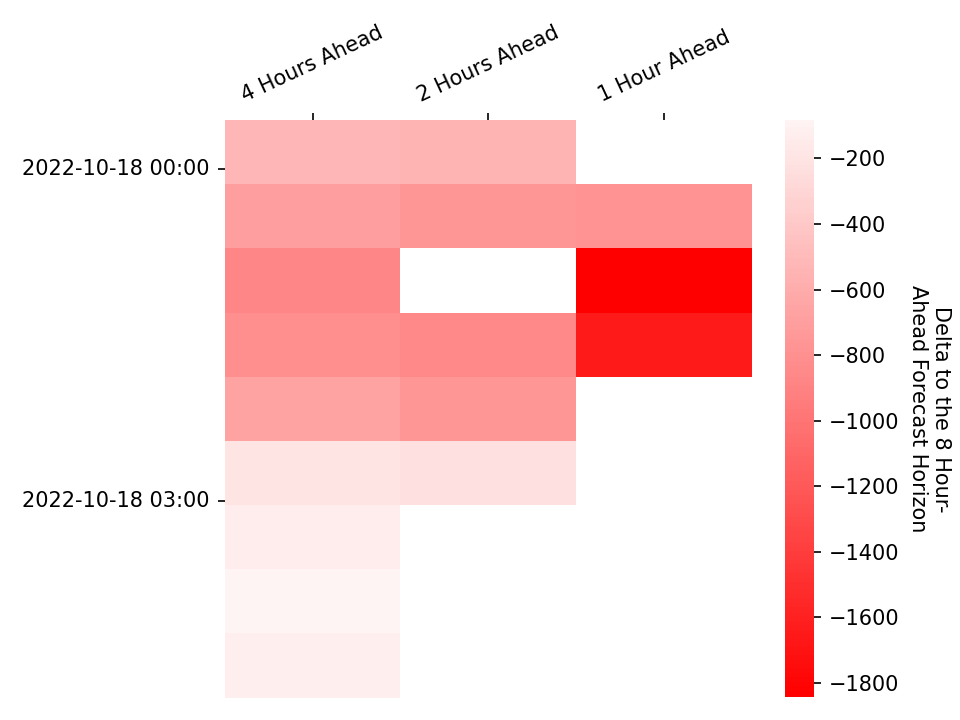 4 Hours Ahead
2 Hours Ahead
1 Hour Ahead
2022-10-18 00:00
2022-10-18 03:00
−200
−400
−600
−800
−1000
−1200
−1400
−1600
−1800
Delta to the 8 Hour-
Ahead Forecast Horizon